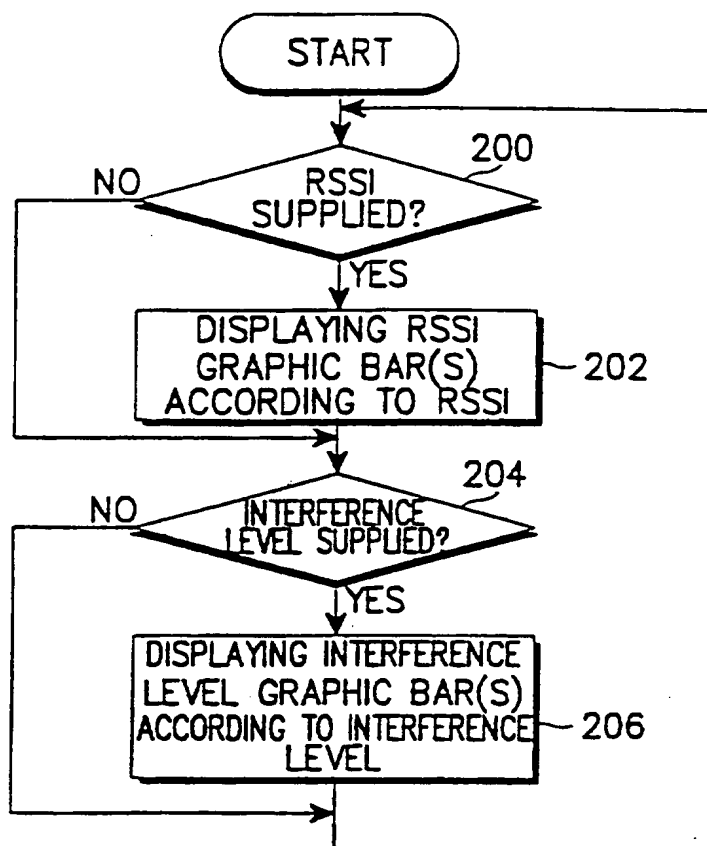 START
200
NO
RSSI
SUPPLIED?
YES
DISPLAYING RSSI
GRAPHIC BAR(S)
ACCORDING TO RSSI
202
204
NO
INTERFERENCE
LEVEL SUPPLIED?
YES
DISPLAYING INTERFERENCE
LEVEL GRAPHIC BAR(S)
ACCORDING TO INTERFERENCE
LEVEL
206